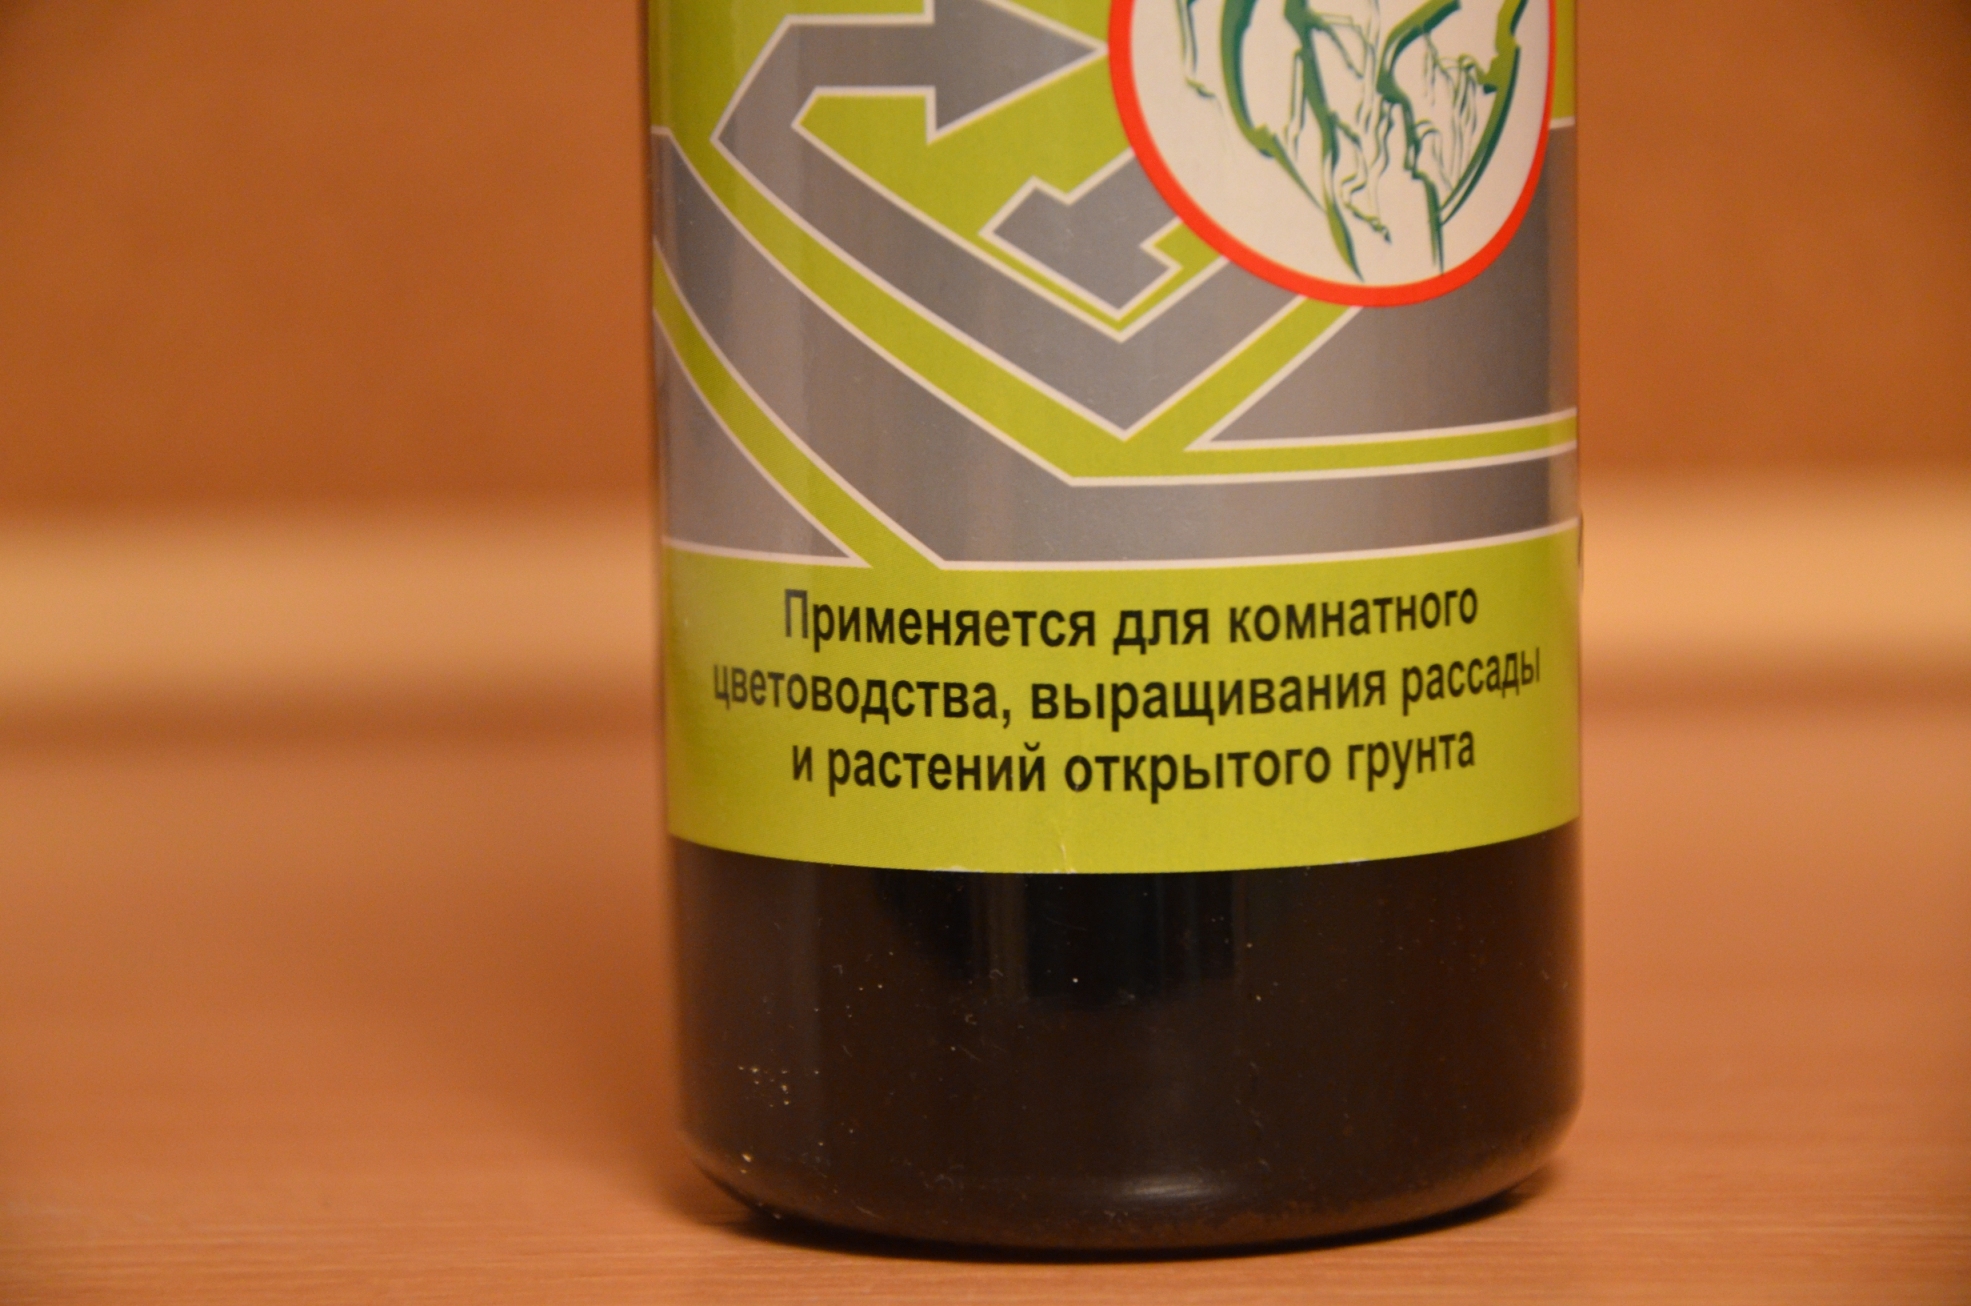 Применяется для комнатного
цветоводства, выращивания рассады
и растений открытого грунта